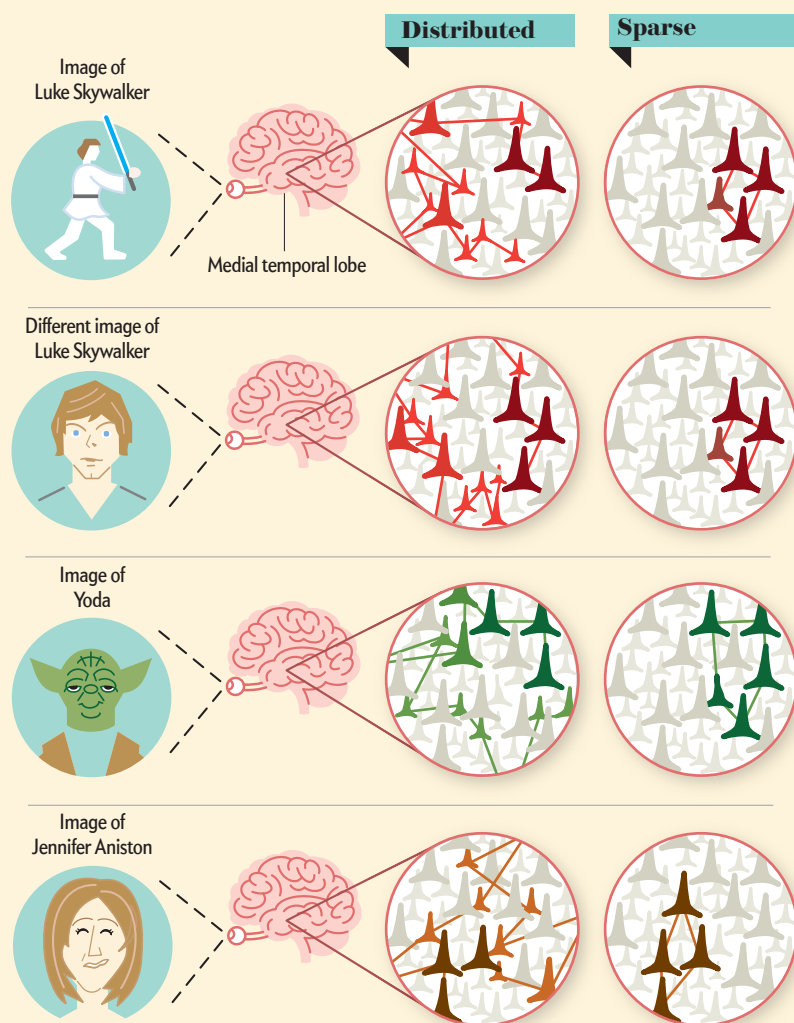 Distributed
Sparse
Image of
Luke Skywalker
Medial temporal lobe
Different image of
Luke Skywalker
Image of
Yoda
Image of
Jennifer Aniston